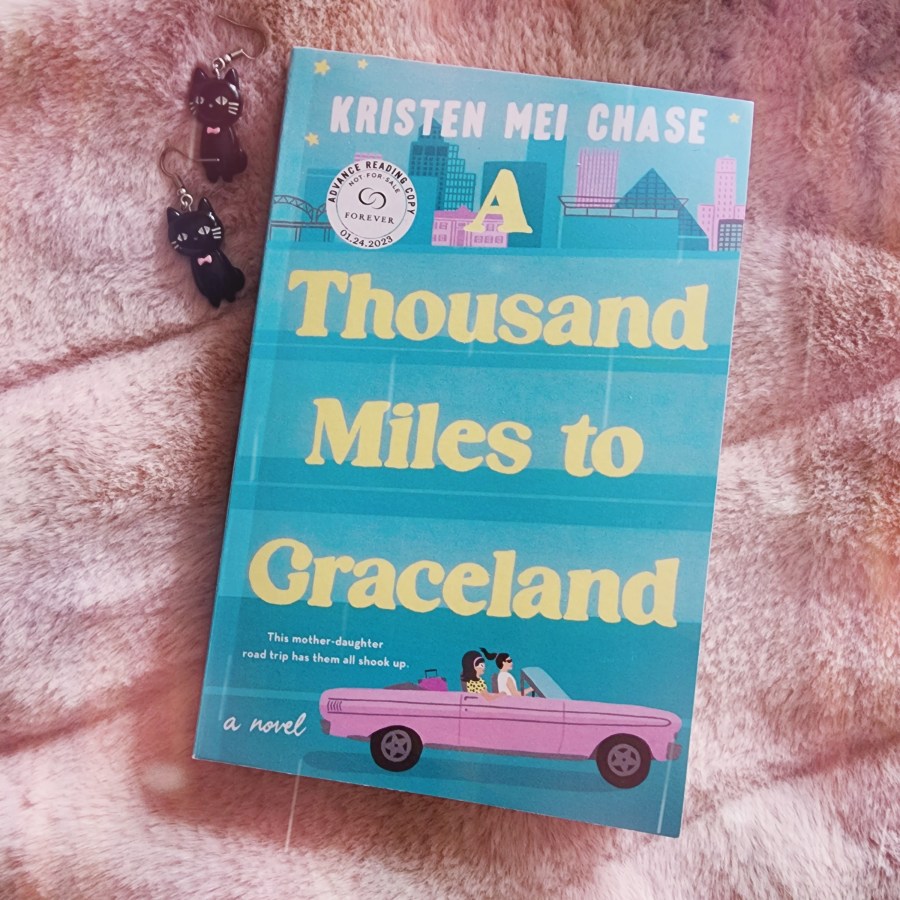 KRISTEN MEI CHASE
ADVANCE READING COPY
NOT FOR SALE
FOREVER
01.24.2023
A
Thousand
Miles to
Graceland
This mother-daughter
road trip has them all shook up.
a novel